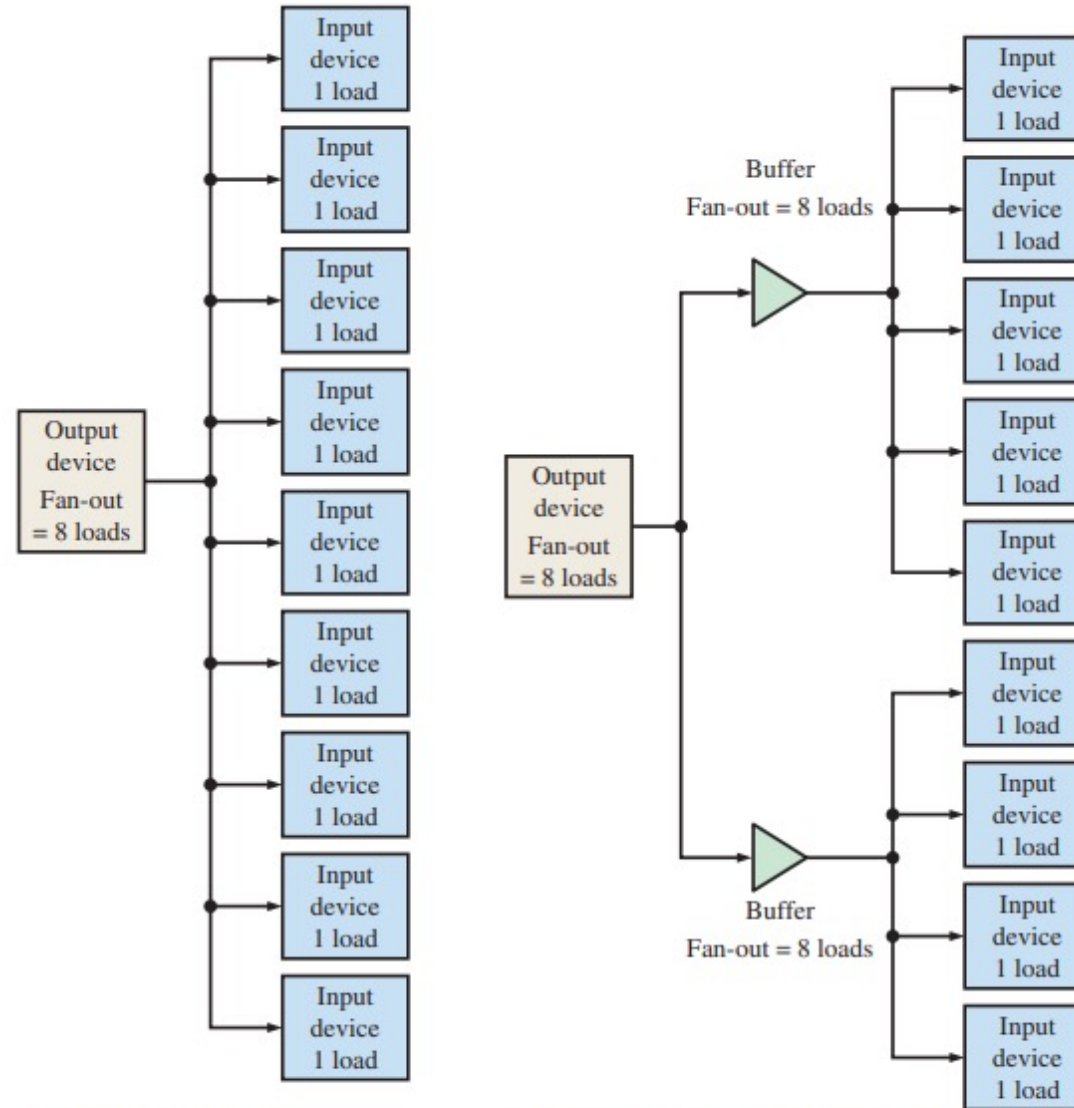 Input
device
1 load
Input
device
1 load
Input
device
1 load
Input
device
1 load
Input
device
1 load
Input
device
1 load
Input
device
1 load
Input
device
1 load
Input
device
1 load
Output
device
Fan-out
= 8 loads
Output
device
Fan-out
= 8 loads
Buffer
Fan-out = 8 loads
Buffer
Fan-out = 8 loads
Input
device
1 load
Input
device
1 load
Input
device
1 load
Input
device
1 load
Input
device
1 load
Input
device
1 load
Input
device
1 load
Input
device
1 load
Input
device
1 load